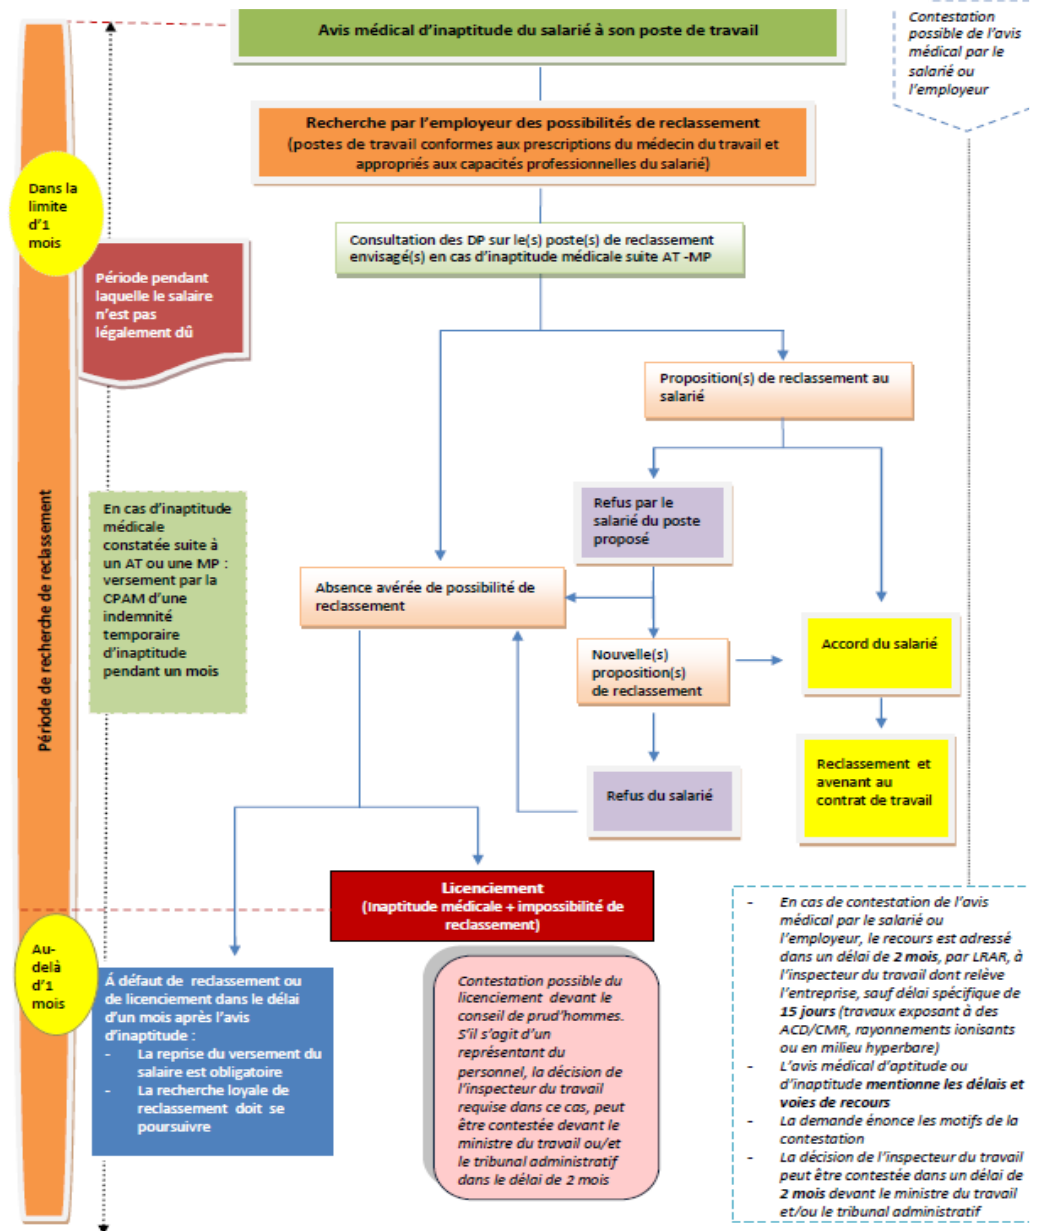 Avis médical d'inaptitude du salarié à son poste de travail
Contestation
possible de l'avis
médical par le
salarié ou
l'employeur
Recherche par l'employeur des possibilités de reclassement
(postes de travail conformes aux prescriptions du médecin du travail et
appropriés aux capacités professionnelles du salarié)
Dans la
limite
d'1
mois
Consultation des DP sur le(s) poste(s) de reclassement
envisagé(s) en cas d'inaptitude médicale suite AT -MP
Période pendant
laquelle le salaire
n'est pas
légalement dû
Proposition(s) de reclassement au
salarié
Période de recherche de reclassement
En cas d'inaptitude
médicale
constatée suite à
un AT ou une MP :
versement par la
CPAM d'une
indemnité
temporaire
d'inaptitude
pendant un mois
Refus par le
salarié du poste
proposé
Absence avérée de possibilité de
reclassement
Nouvelle(s)
proposition(s)
de reclassement
Accord du salarié
Refus du salarié
Reclassement et
avenant au
contrat de travail
Licenciement
(Inaptitude médicale + impossibilité de
reclassement)
Au-
delà
d'1
mois
Á défaut de reclassement ou
de licenciement dans le délai
d'un mois après l'avis
d'inaptitude :
- La reprise du versement du
salaire est obligatoire
- La recherche loyale de
reclassement doit se
poursuivre
Contestation possible du
licenciement devant le
conseil de prud'hommes.
S'il s'agit d'un
représentant du
personnel, la décision de
l'inspecteur du travail
requise dans ce cas, peut
être contestée devant le
ministre du travail ou/et
le tribunal administratif
dans le délai de 2 mois
- En cas de contestation de l'avis
médical par le salarié ou
l'employeur, le recours est adressé
dans un délai de 2 mois, par LRAR, à
l'inspecteur du travail dont relève
l'entreprise, sauf délai spécifique de
15 jours (travaux exposant à des
ACD/CMR, rayonnements ionisants
ou en milieu hyperbare)
- L'avis médical d'aptitude ou
d'inaptitude mentionne les délais et
voies de recours
- La demande énonce les motifs de la
contestation
- La décision de l'inspecteur du travail
peut être contestée dans un délai de
2 mois devant le ministre du travail
et/ou le tribunal administratif